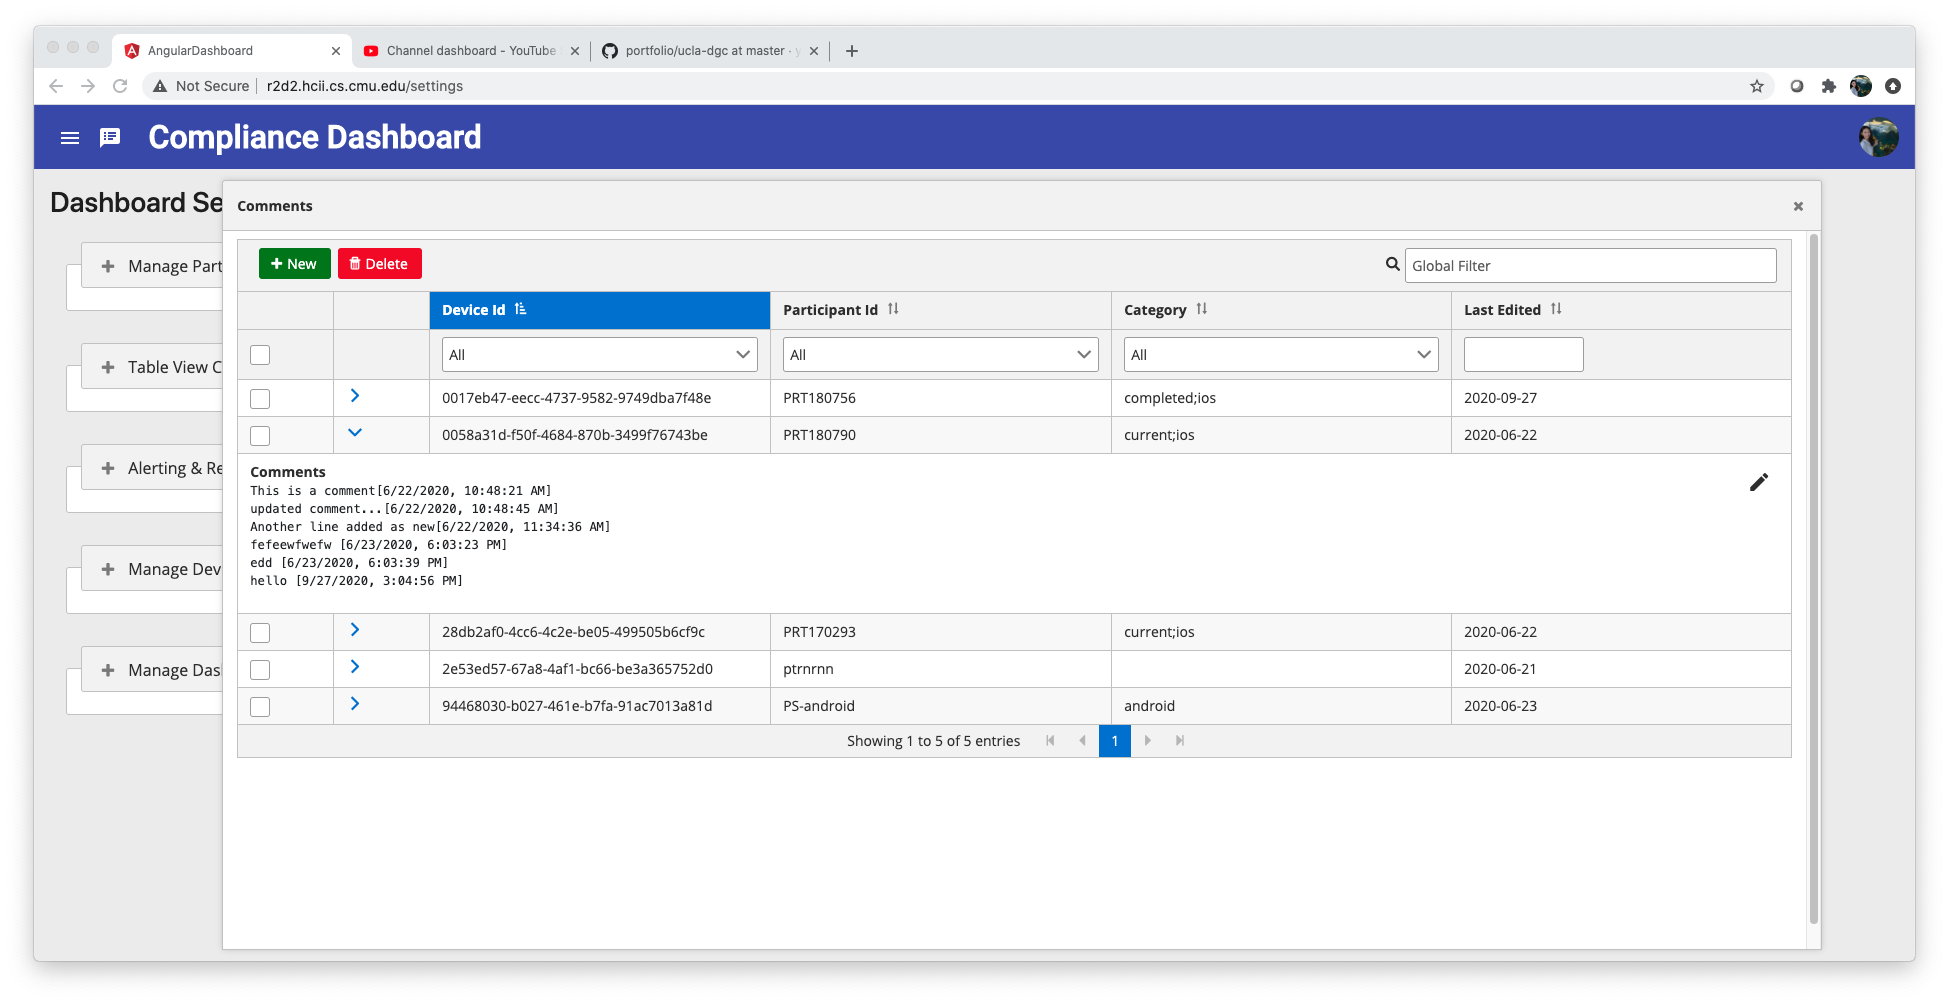 AngularDashboard
Channel dashboard - YouTube
portfolio/ucla-dgc at master ·
Not Secure
r2d2.hcii.cs.cmu.edu/settings
Compliance Dashboard
Dashboard Se
Comments
Manage Part
Table View C
Alerting & Re
Manage Dev
Manage Das
New
Delete
Global Filter
Device Id
Participant Id
Category
Last Edited
All
All
All
0017eb47-eecc-4737-9582-9749dba7f48e PRT180756 completed;ios 2020-09-27
0058a31d-f50f-4684-870b-3499f76743be PRT180790 current;ios 2020-06-22
Comments
This is a comment[6/22/2020, 10:48:21 AM]
updated comment...[6/22/2020, 10:48:45 AM]
Another line added as new[6/22/2020, 11:34:36 AM]
fefeewfwefw [6/23/2020, 6:03:23 PM]
edd [6/23/2020, 6:03:39 PM]
hello [9/27/2020, 3:04:56 PM]
28db2af0-4cc6-4c2e-be05-499505b6cf9c PRT170293 current;ios 2020-06-22
2e53ed57-67a8-4af1-bc66-be3a365752d0 ptrnrnn 2020-06-21
94468030-b027-461e-b7fa-91ac7013a81d PS-android android 2020-06-23
Showing 1 to 5 of 5 entries
1